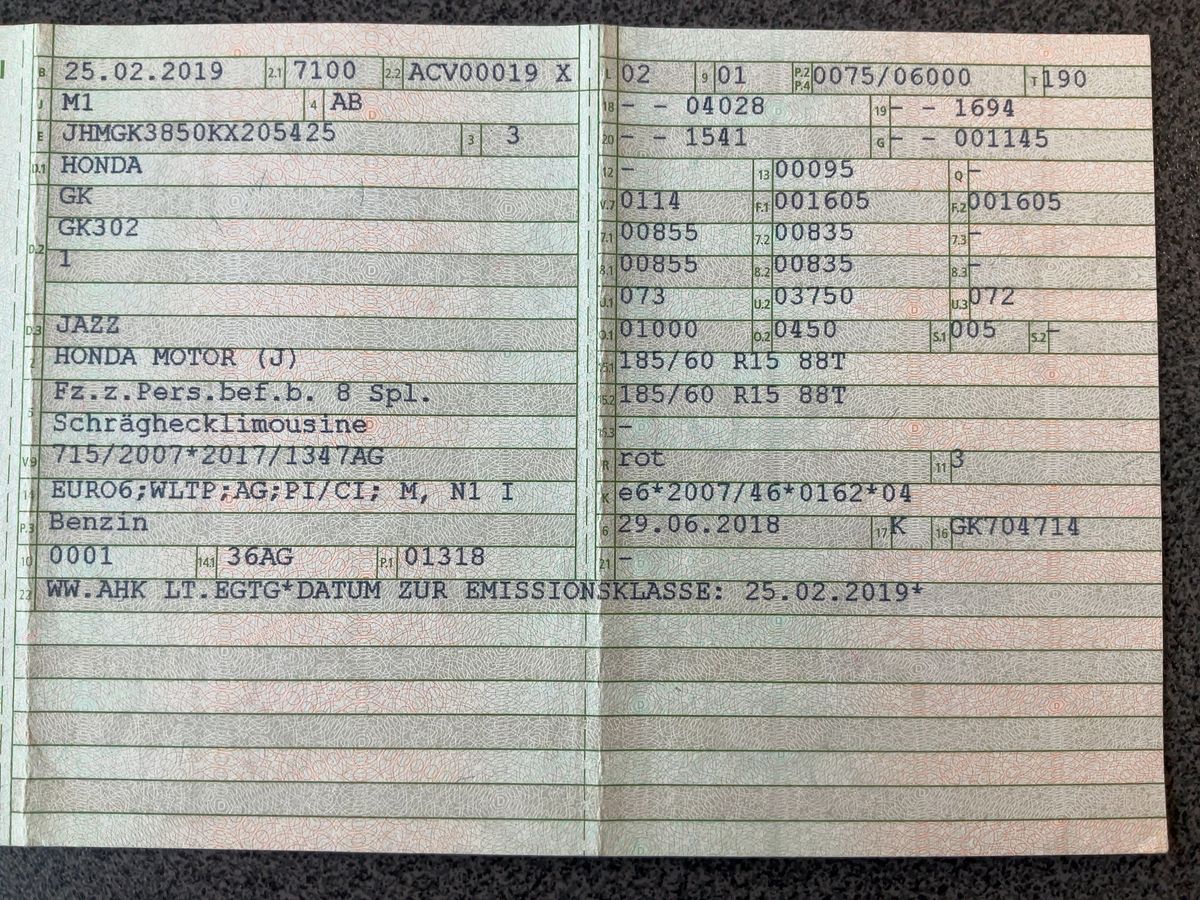 B 25.02.2019 2.1 7100 2.2 ACV00019 X
J M1 4 AB
E JHMGK3850KX205425 3 3
D.1 HONDA
GK
D.2 GK302
1
D.3 JAZZ
2 HONDA MOTOR (J)
5 Fz.z.Pers.bef.b. 8 Spl.
Schräghecklimousine
V.9 715/2007*2017/1347AG
14 EURO6;WLTP;AG;PI/CI; M, N1 I
P.3 Benzin
10 0001 14.1 36AG P.1 01318
22 WW.AHK LT.EGTG*DATUM ZUR EMISSIONSKLASSE: 25.02.2019*
L 02 9 01 P.2 P.4 0075/06000 T 190
18 - - 04028 19 - - 1694
20 - - 1541 G - - 001145
12 - 13 00095 Q -
V.7 0114 F.1 001605 F.2 001605
7.1 00855 7.2 00835 7.3 -
8.1 00855 8.2 00835 8.3 -
U.1 073 U.2 03750 U.3 072
O.1 01000 O.2 0450 S.1 005 S.2 -
15.1 185/60 R15 88T
15.2 185/60 R15 88T
15.3 -
R rot 11 3
K e6*2007/46*0162*04
6 29.06.2018 17 K 16 GK704714
21 -